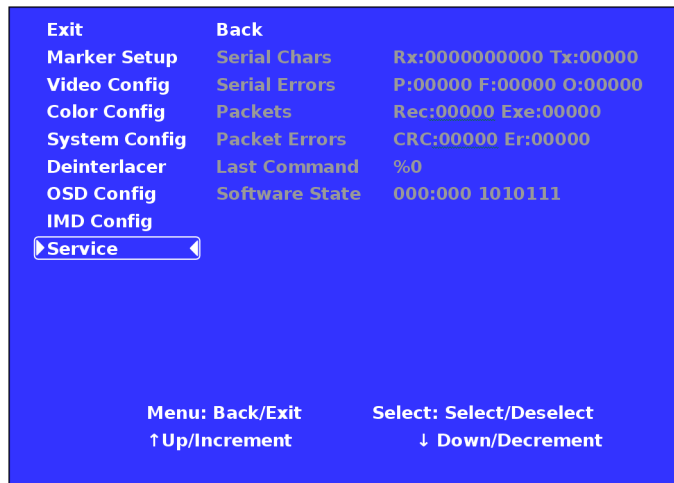 Exit Back
Marker Setup Serial Chars Rx:0000000000 Tx:00000
Video Config Serial Errors P:00000 F:00000 O:00000
Color Config Packets Rec:00000 Exe:00000
System Config Packet Errors CRC:00000 Er:00000
Deinterlacer Last Command %0
OSD Config Software State 000:000 1010111
IMD Config
Service
Menu: Back/Exit Select: Select/Deselect
↑Up/Increment ↓ Down/Decrement